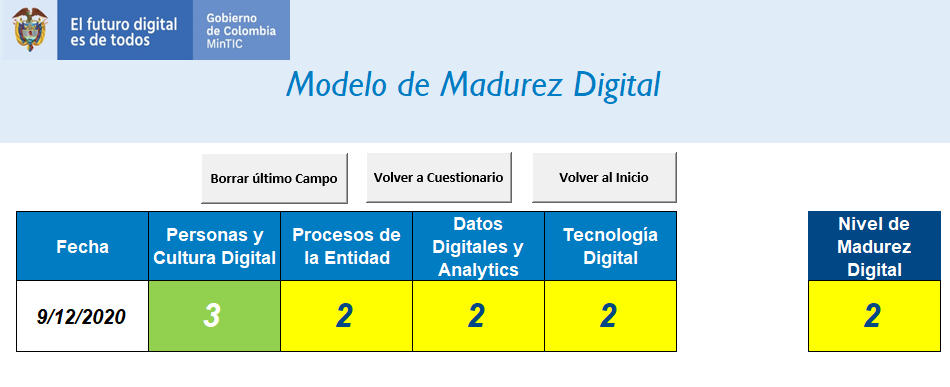 El futuro digital
es de todos
Gobierno
de Colombia
MinTIC
Modelo de Madurez Digital
Borrar último Campo
Volver a Cuestionario
Volver al Inicio
Fecha
Personas y
Cultura Digital
Procesos de
la Entidad
Datos
Digitales y
Analytics
Tecnología
Digital
Nivel de
Madurez
Digital
9/12/2020
3
2
2
2
2